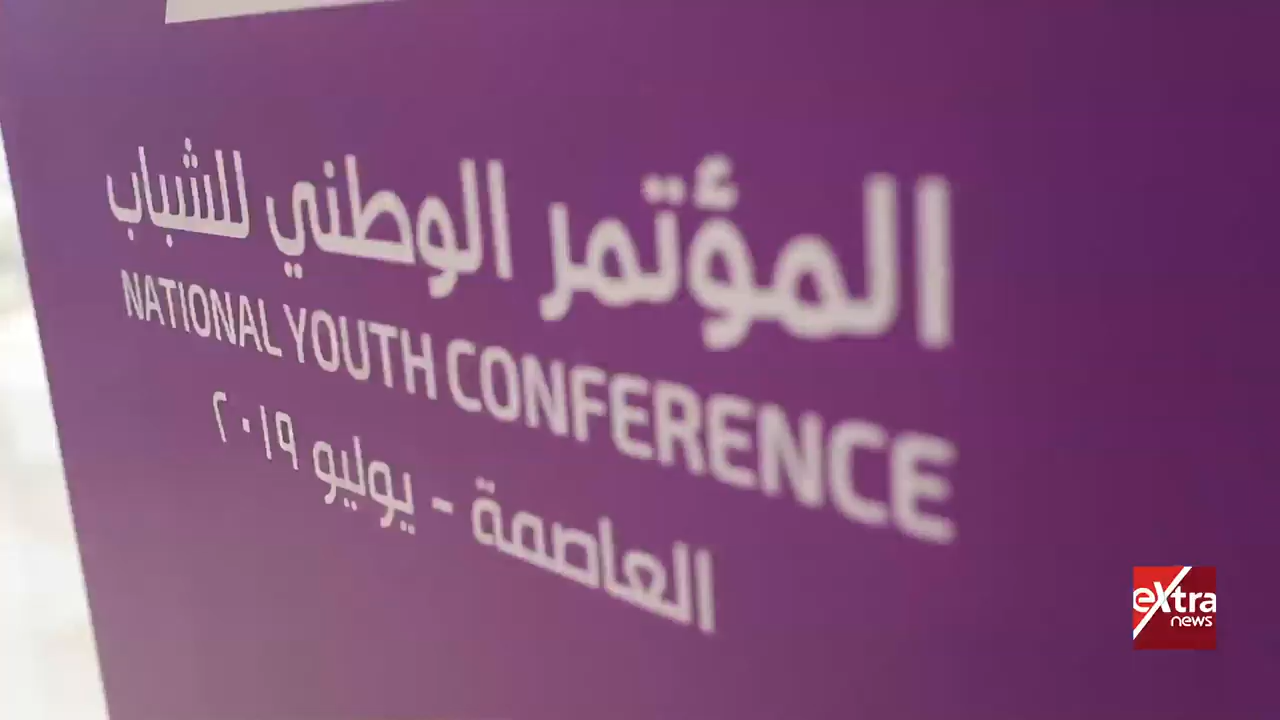 المؤتمر الوطني للشباب
NATIONAL YOUTH CONFERENCE
العاصمة - يوليو ٢٠١٩
eXtra
news